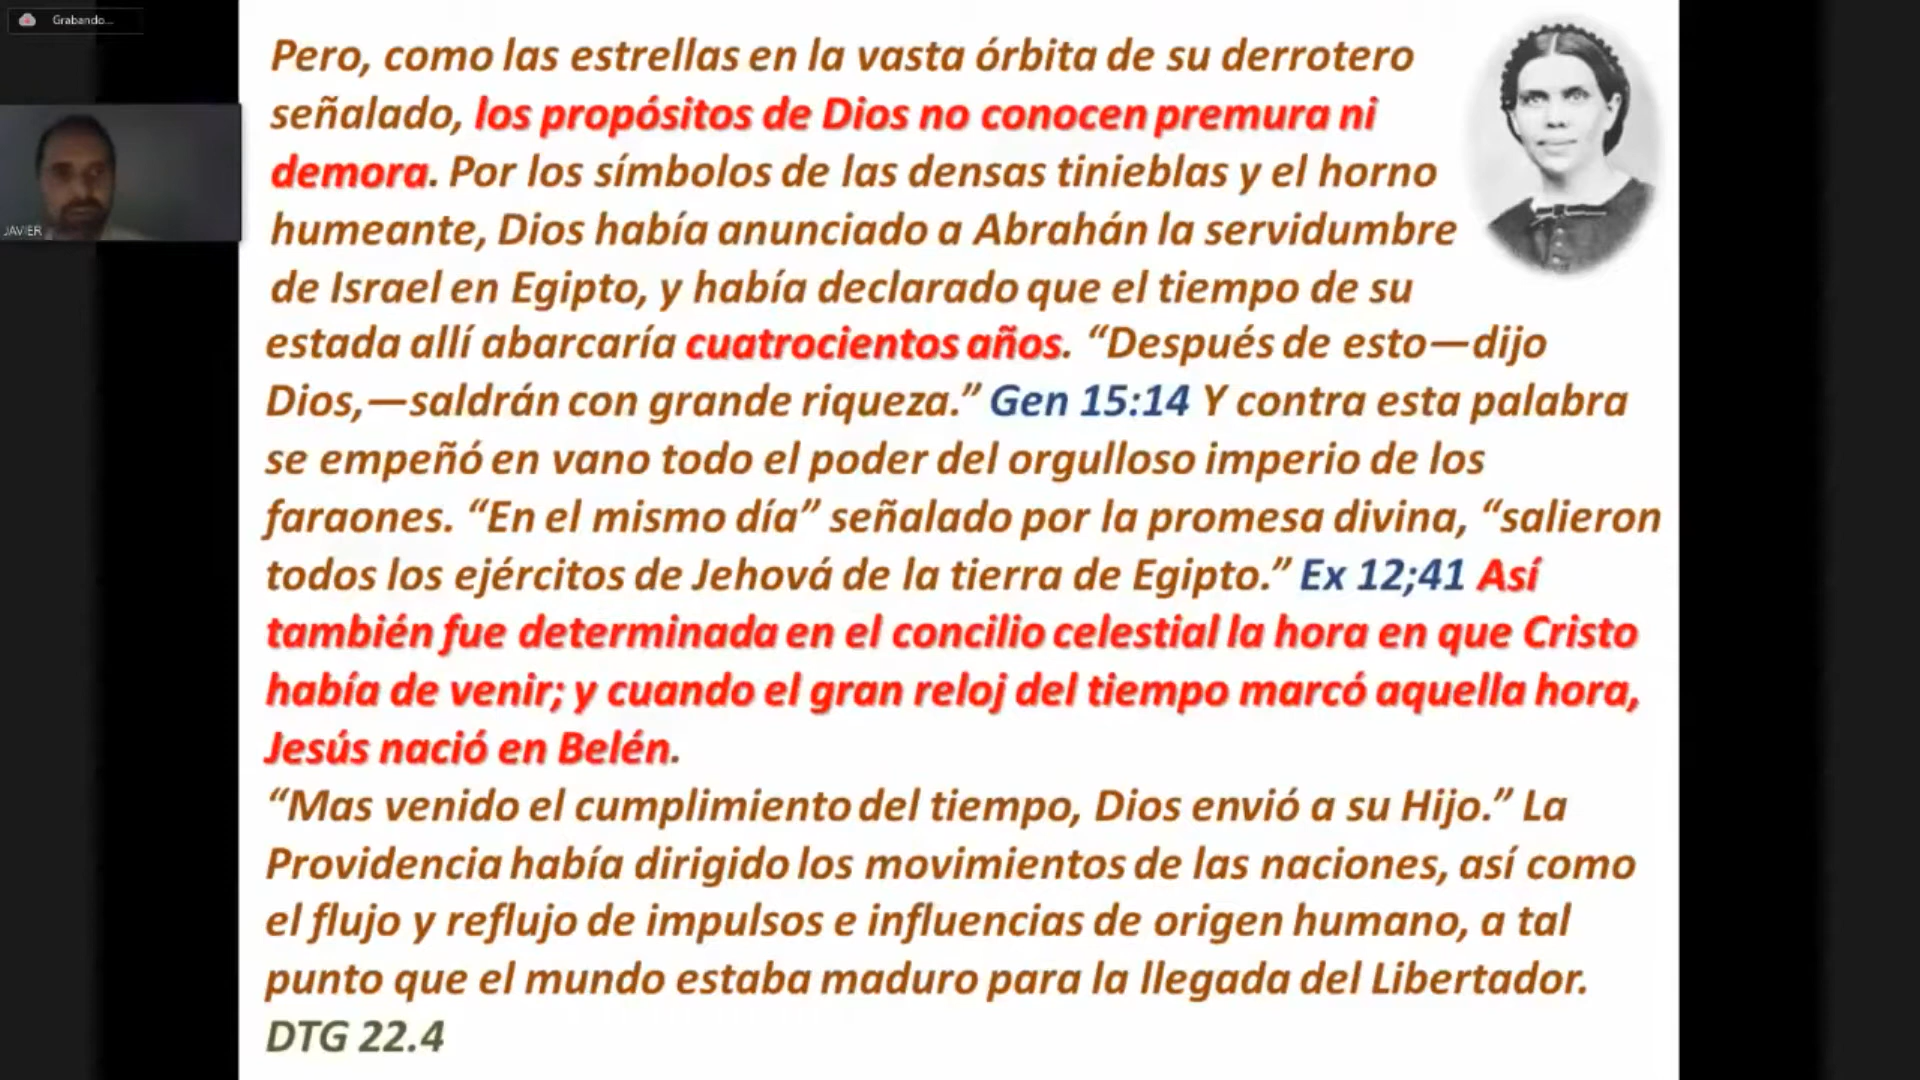 Grabando...
JAVIER
Pero, como las estrellas en la vasta órbita de su derrotero
señalado, los propósitos de Dios no conocen premura ni
demora. Por los símbolos de las densas tinieblas y el horno
humeante, Dios había anunciado a Abrahán la servidumbre
de Israel en Egipto, y había declarado que el tiempo de su
estada allí abarcaría cuatrocientos años. “Después de esto—dijo
Dios,—saldrán con grande riqueza.” Gen 15:14 Y contra esta palabra
se empeñó en vano todo el poder del orgulloso imperio de los
faraones. “En el mismo día” señalado por la promesa divina, “salieron
todos los ejércitos de Jehová de la tierra de Egipto.” Ex 12;41 Así
también fue determinada en el concilio celestial la hora en que Cristo
había de venir; y cuando el gran reloj del tiempo marcó aquella hora,
Jesús nació en Belén.
“Mas venido el cumplimiento del tiempo, Dios envió a su Hijo.” La
Providencia había dirigido los movimientos de las naciones, así como
el flujo y reflujo de impulsos e influencias de origen humano, a tal
punto que el mundo estaba maduro para la llegada del Libertador.
DTG 22.4